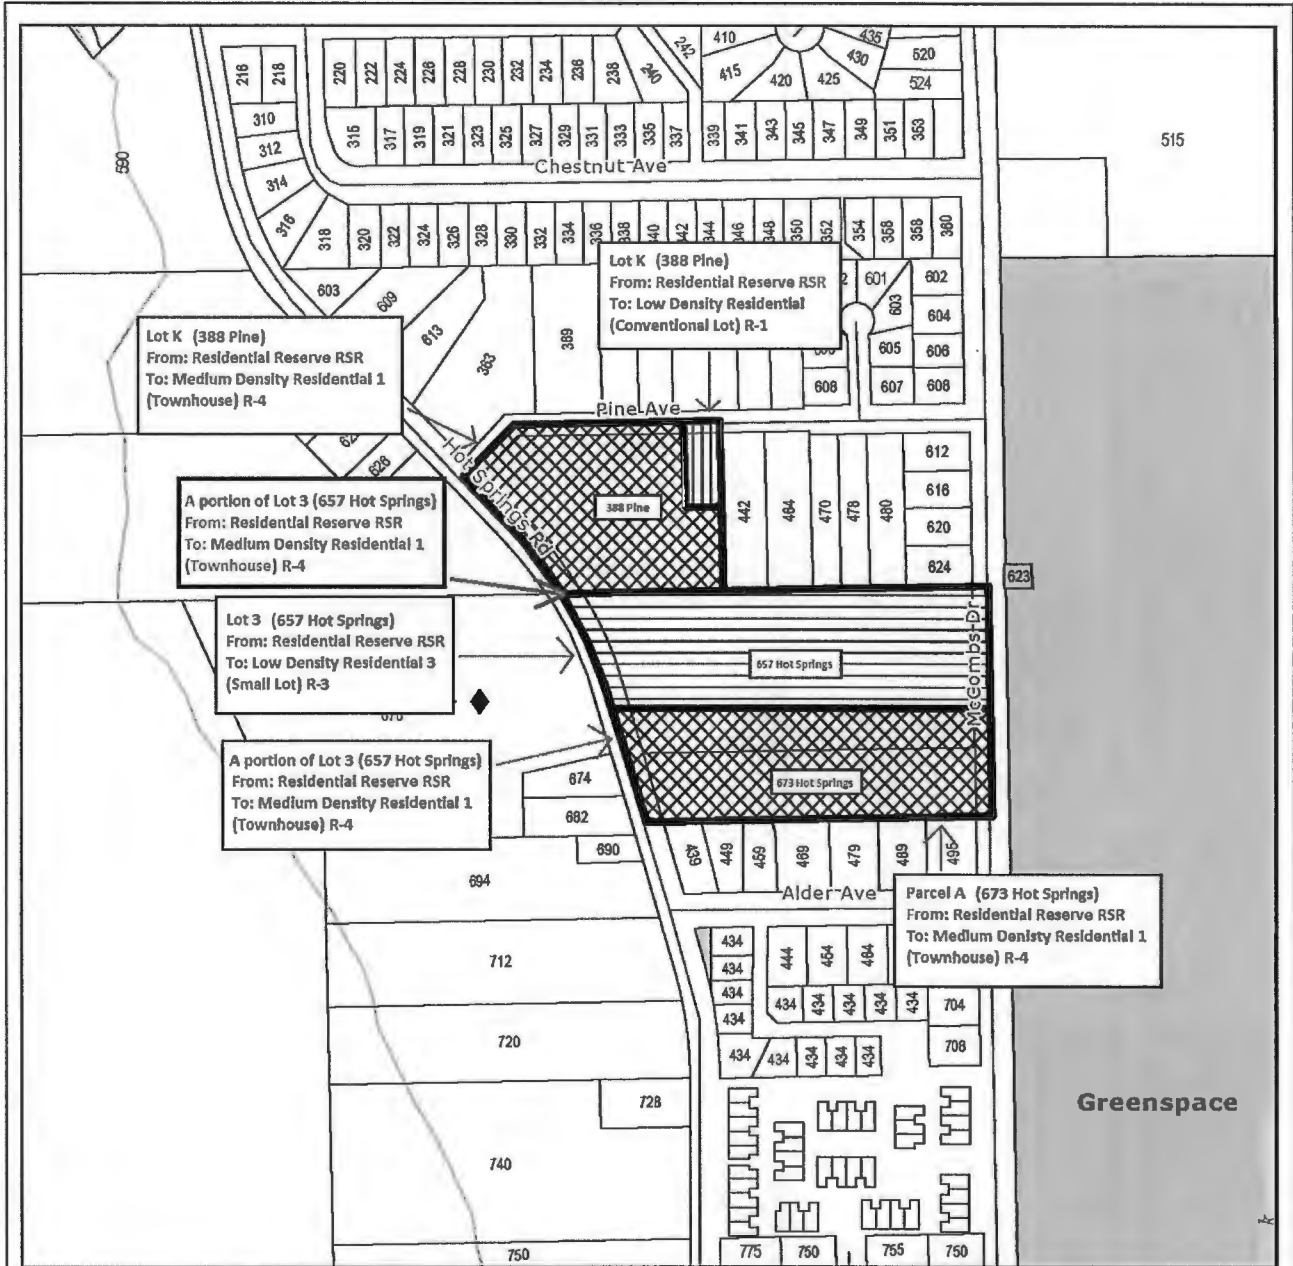 216 218 220 222 224 226 228 230 232 234 236 238 240 242 410 435
415 420 425 430 520
524
310
312
314
316
590
315 317 319 321 323 325 327 329 331 333 335 337 339 341 343 345 347 349 351 353
515
Chestnut Ave
318 320 322 324 326 328 330 332 334 336 338 340 342 344 346 348 350 352 354 358 358 360
603 609 613 363 389
Lot K (388 Pine)
From: Residential Reserve RSR
To: Low Density Residential
(Conventional Lot) R-1
601 602
603 604
605 606
608 607 608
Lot K (388 Pine)
From: Residential Reserve RSR
To: Medium Density Residential 1
(Townhouse) R-4
Pine Ave
626
Hot Springs Rd
388 Pine
442 464 470 478 480
612
616
620
624
623
A portion of Lot 3 (657 Hot Springs)
From: Residential Reserve RSR
To: Medium Density Residential 1
(Townhouse) R-4
Lot 3 (657 Hot Springs)
From: Residential Reserve RSR
To: Low Density Residential 3
(Small Lot) R-3
657 Hot Springs
McCombs Dr
670
A portion of Lot 3 (657 Hot Springs)
From: Residential Reserve RSR
To: Medium Density Residential 1
(Townhouse) R-4
673 Hot Springs
674
682
690
694
439 449 459 469 479 489 495
Alder Ave
Parcel A (673 Hot Springs)
From: Residential Reserve RSR
To: Medium Denisty Residential 1
(Townhouse) R-4
434 444 454 464
434
434 434 434 434 434 434 704
434
434 434 434 434 434 708
712
720
728
740
Greenspace
750
775 750 755 750